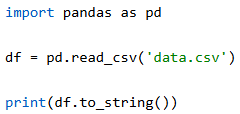 import pandas as pd
df = pd.read_csv('data.csv')
print(df.to_string())